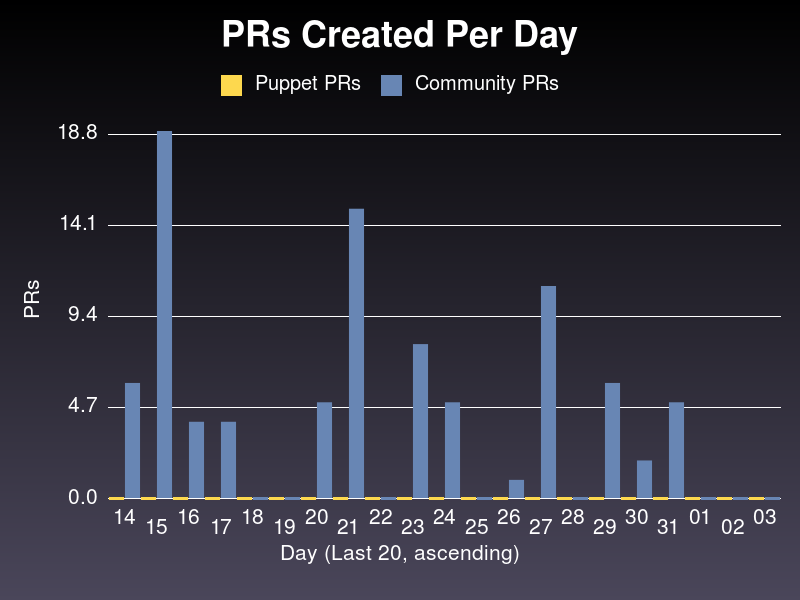 PRs Created Per Day
Puppet PRs Community PRs
18.8
14.1
9.4
4.7
0.0
PRs
14 15 16 17 18 19 20 21 22 23 24 25 26 27 28 29 30 31 01 02 03
Day (Last 20, ascending)